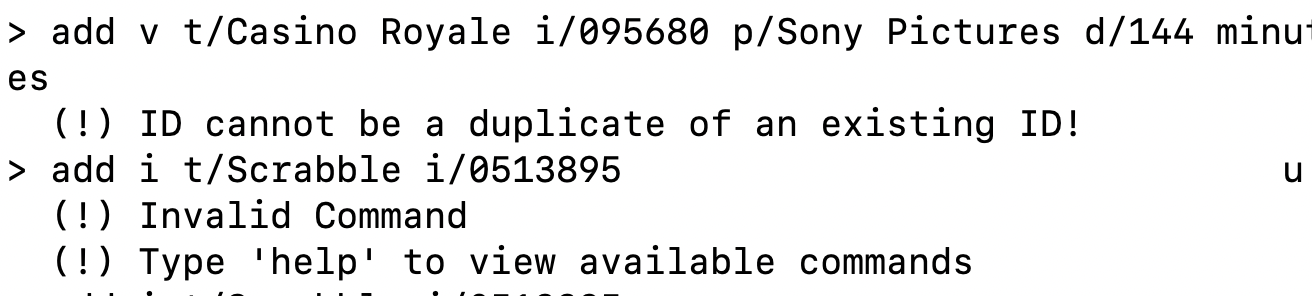 > add v t/Casino Royale i/095680 p/Sony Pictures d/144 minut
es
(!) ID cannot be a duplicate of an existing ID!
> add i t/Scrabble i/0513895 u
(!) Invalid Command
(!) Type 'help' to view available commands